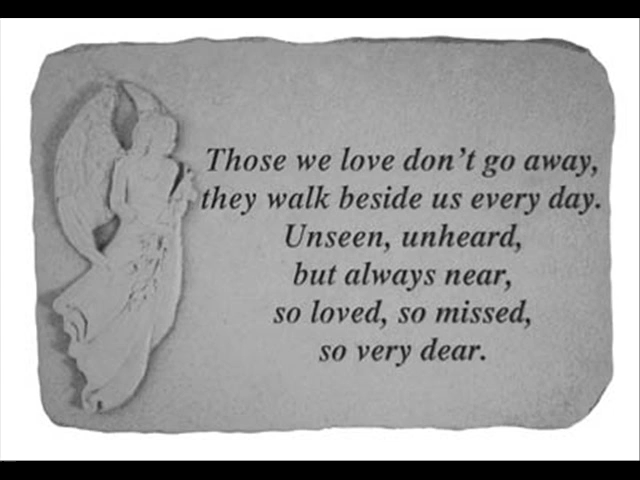 Those we love don't go away,
they walk beside us every day.
Unseen, unheard,
but always near,
so loved, so missed,
so very dear.